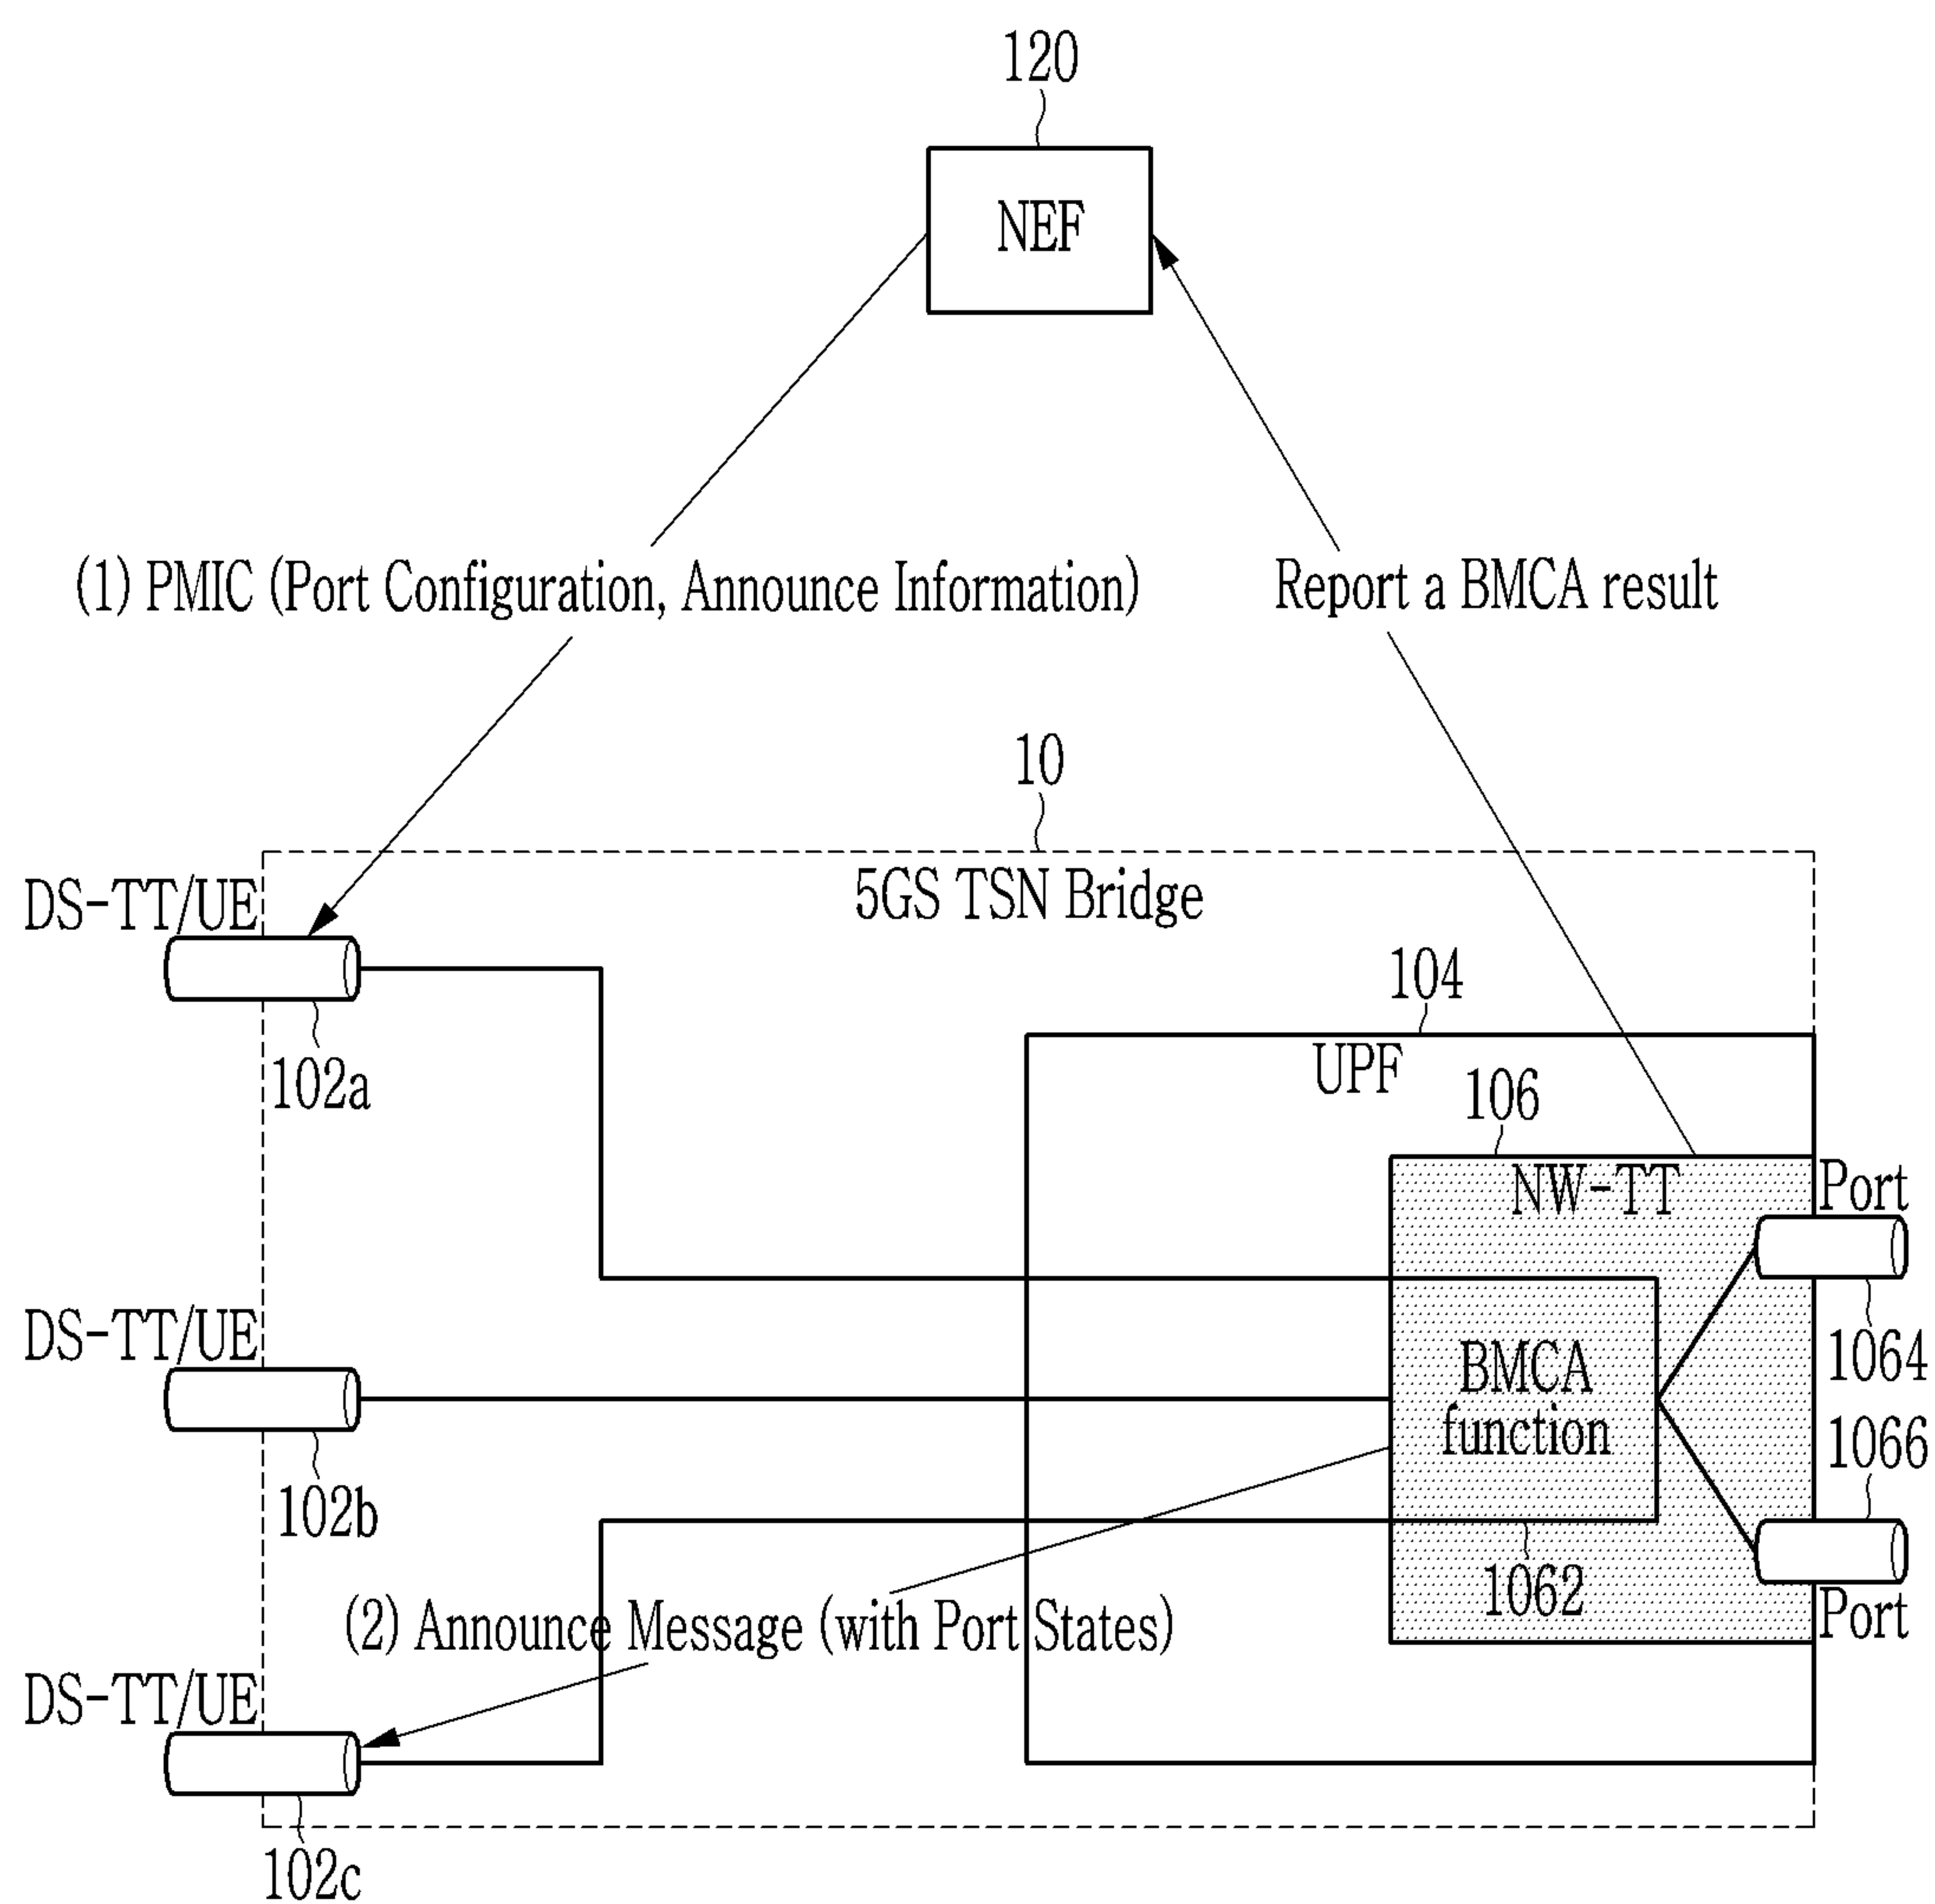 120
NEF
(1) PMIC (Port Configuration, Announce Information)
Report a BMCA result
10
5GS TSN Bridge
DS-TT/UE
102a
104
UPF
106
NW-TT
Port
1064
DS-TT/UE
102b
BMCA
function
1066
1062
Port
(2) Announce Message (with Port States)
DS-TT/UE
102c